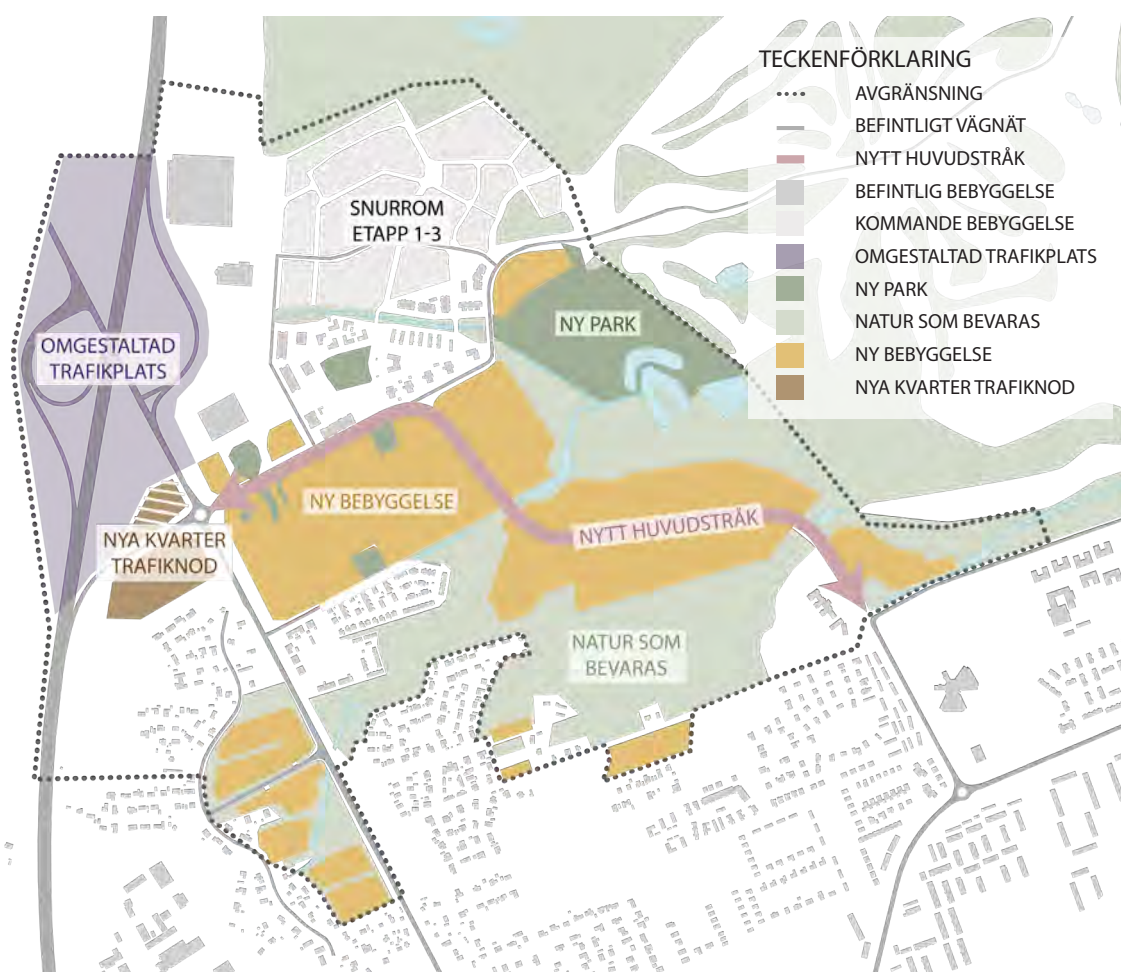 TECKENFÖRKLARING
AVGRÄNSNING
BEFINTLIGT VÄGNÄT
NYTT HUVUDSTRÅK
BEFINTLIG BEBYGGELSE
KOMMANDE BEBYGGELSE
OMGESTALTAD TRAFIKPLATS
NY PARK
NATUR SOM BEVARAS
NY BEBYGGELSE
NYA KVARTER TRAFIKNOD
SNURROM
ETAPP 1-3
NY PARK
OMGESTALTAD
TRAFIKPLATS
NY BEBYGGELSE
NYTT HUVUDSTRÅK
NYA KVARTER
TRAFIKNOD
NATUR SOM
BEVARAS